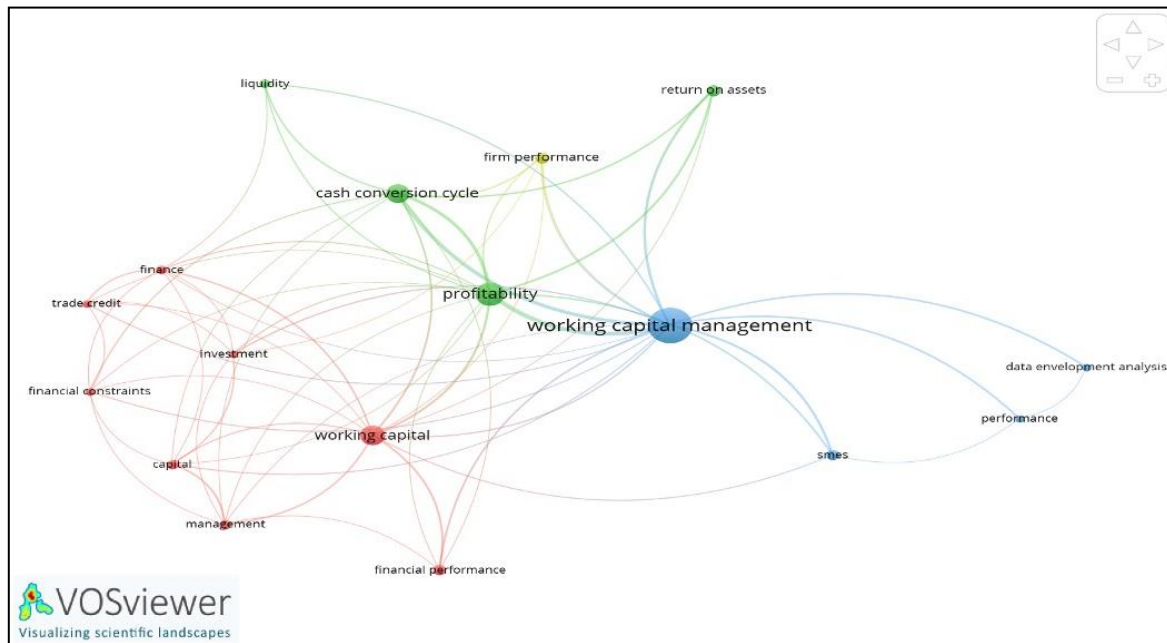 liquidity
return on assets
firm performance
cash conversion cycle
finance
profitability
trade credit
working capital management
investment
data envelopment analysis
financial constraints
performance
working capital
smes
capital
management
financial performance
VOSviewer
Visualizing scientific landscapes